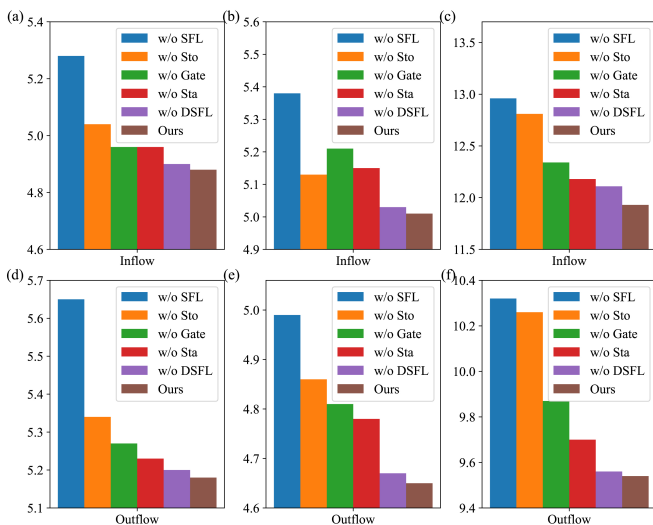 (a)
5.4
5.2
5.0
4.8
4.6
w/o SFL
w/o Sto
w/o Gate
w/o Sta
w/o DSFL
Ours
Inflow
(b)
5.6
5.5
5.4
5.3
5.2
5.1
5.0
4.9
w/o SFL
w/o Sto
w/o Gate
w/o Sta
w/o DSFL
Ours
Inflow
(c)
13.5
13.0
12.5
12.0
11.5
w/o SFL
w/o Sto
w/o Gate
w/o Sta
w/o DSFL
Ours
Inflow
(d)
5.7
5.6
5.5
5.4
5.3
5.2
5.1
w/o SFL
w/o Sto
w/o Gate
w/o Sta
w/o DSFL
Ours
Outflow
(e)
5.0
4.9
4.8
4.7
4.6
w/o SFL
w/o Sto
w/o Gate
w/o Sta
w/o DSFL
Ours
Outflow
(f)
10.4
10.2
10.0
9.8
9.6
9.4
w/o SFL
w/o Sto
w/o Gate
w/o Sta
w/o DSFL
Ours
Outflow